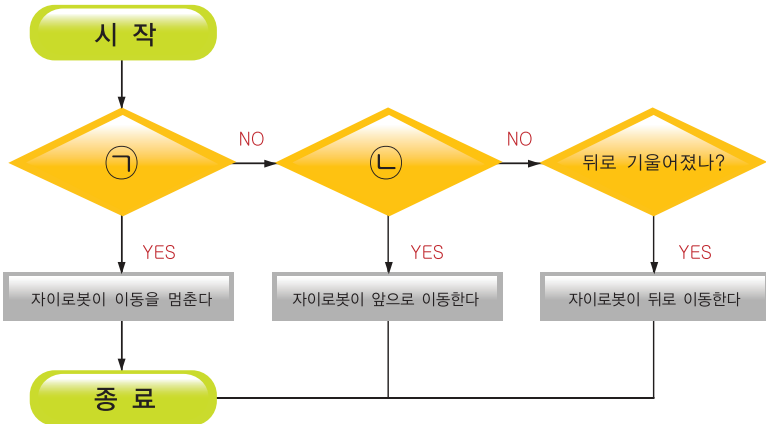 시 작
㉠
NO
㉡
NO
뒤로 기울어졌나?
YES
YES
YES
자이로봇이 이동을 멈춘다
자이로봇이 앞으로 이동한다
자이로봇이 뒤로 이동한다
종 료